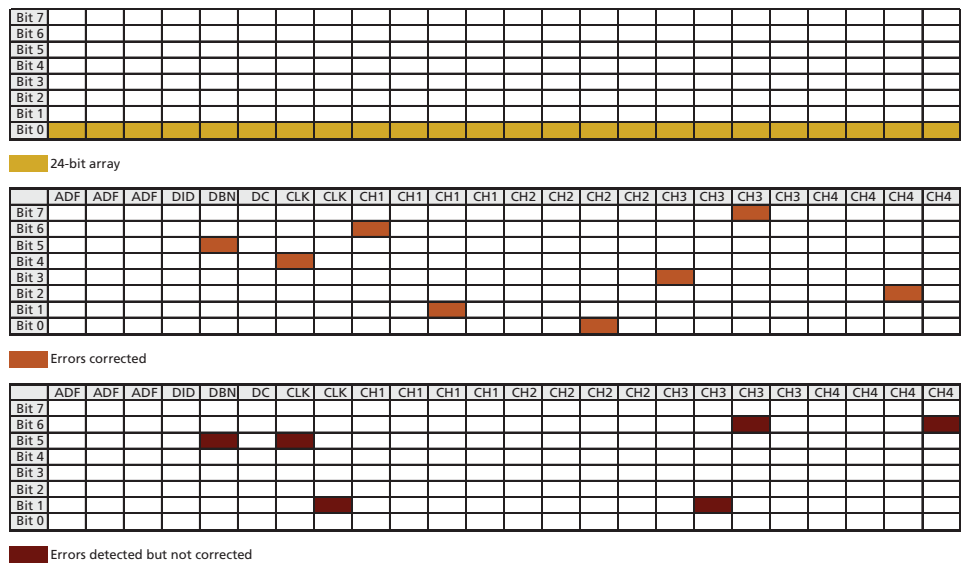 Bit 7
Bit 6
Bit 5
Bit 4
Bit 3
Bit 2
Bit 1
Bit 0
24-bit array
ADF ADF ADF DID DBN DC CLK CLK CH1 CH1 CH1 CH1 CH2 CH2 CH2 CH2 CH3 CH3 CH3 CH3 CH4 CH4 CH4 CH4
Bit 7
Bit 6
Bit 5
Bit 4
Bit 3
Bit 2
Bit 1
Bit 0
Errors corrected
ADF ADF ADF DID DBN DC CLK CLK CH1 CH1 CH1 CH1 CH2 CH2 CH2 CH2 CH3 CH3 CH3 CH3 CH4 CH4 CH4 CH4
Bit 7
Bit 6
Bit 5
Bit 4
Bit 3
Bit 2
Bit 1
Bit 0
Errors detected but not corrected